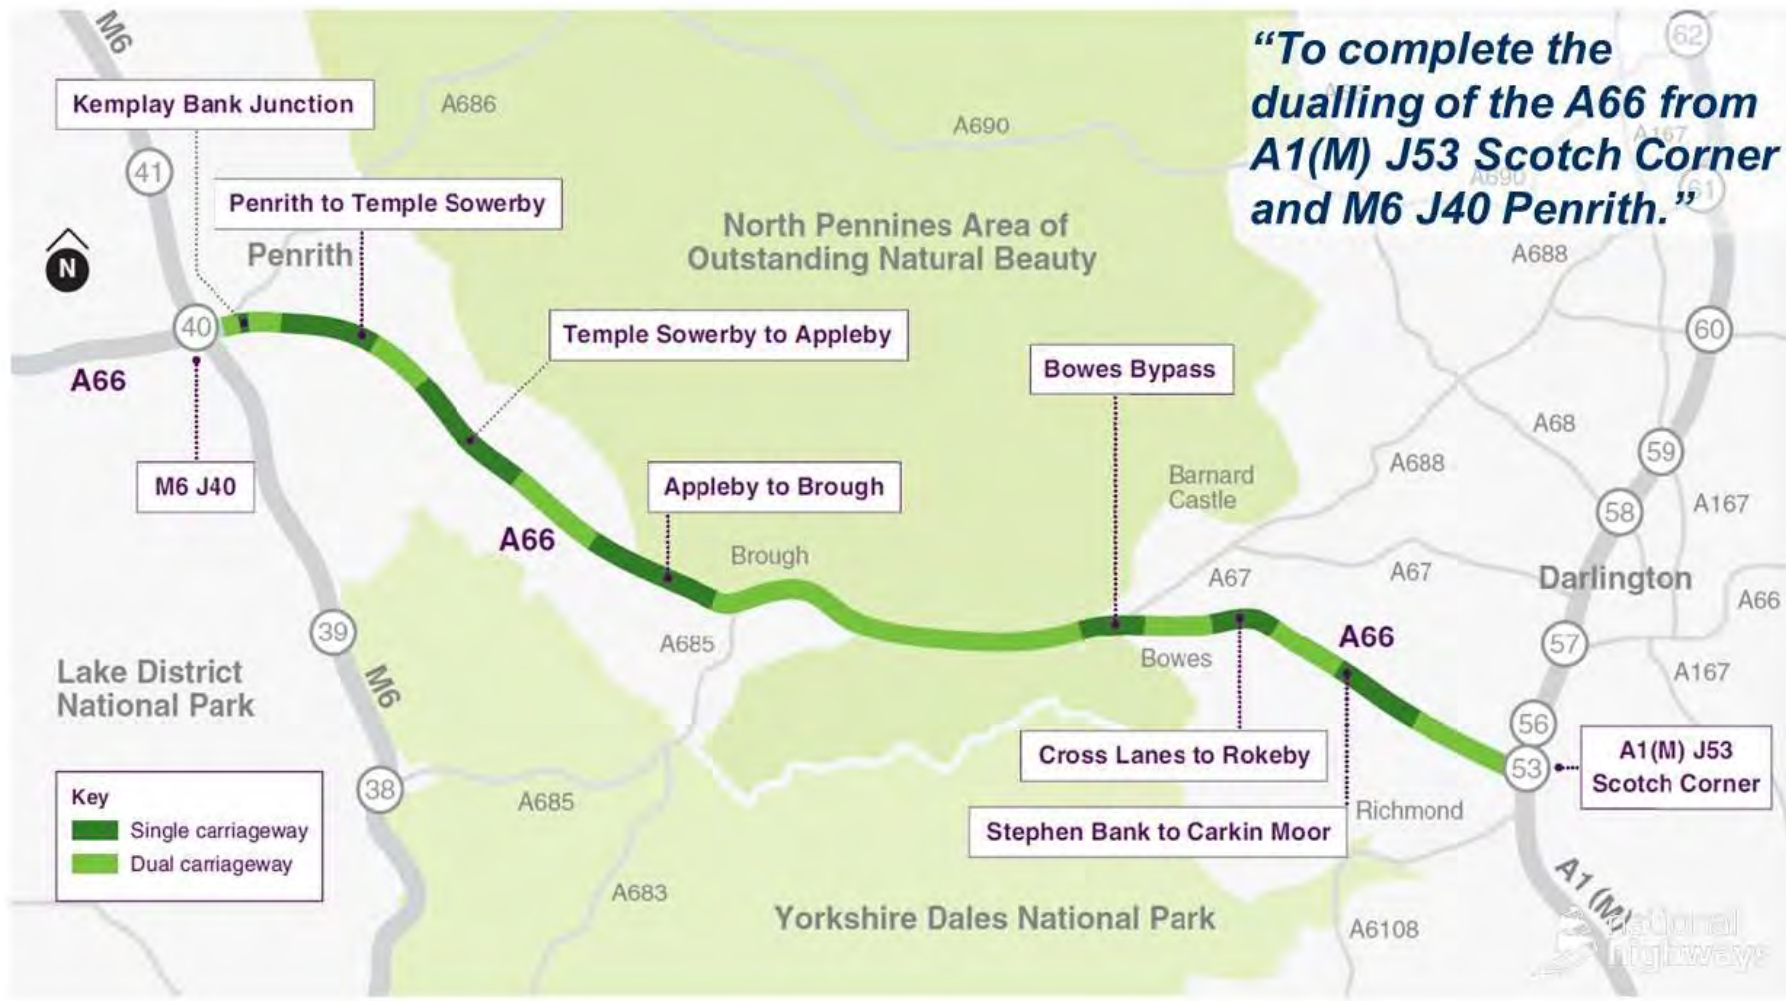 M6
62
“To complete the
dualling of the A66 from
A1(M) J53 Scotch Corner
and M6 J40 Penrith.”
A167
A690
61
Kemplay Bank Junction
A686
A690
41
Penrith to Temple Sowerby
North Pennines Area of
Outstanding Natural Beauty
Penrith
A688
N
40
Temple Sowerby to Appleby
60
A66
Bowes Bypass
A68
59
A688
Barnard
Castle
M6 J40
Appleby to Brough
A167
58
A66
Brough
A67
A67
Darlington
A66
39
A685
A66
57
Bowes
A167
Lake District
National Park
M6
56
Cross Lanes to Rokeby
A1(M) J53
Scotch Corner
53
38
A685
Key
Single carriageway
Dual carriageway
Richmond
Stephen Bank to Carkin Moor
A683
Yorkshire Dales National Park
A6108
A1 (M)
national
highways